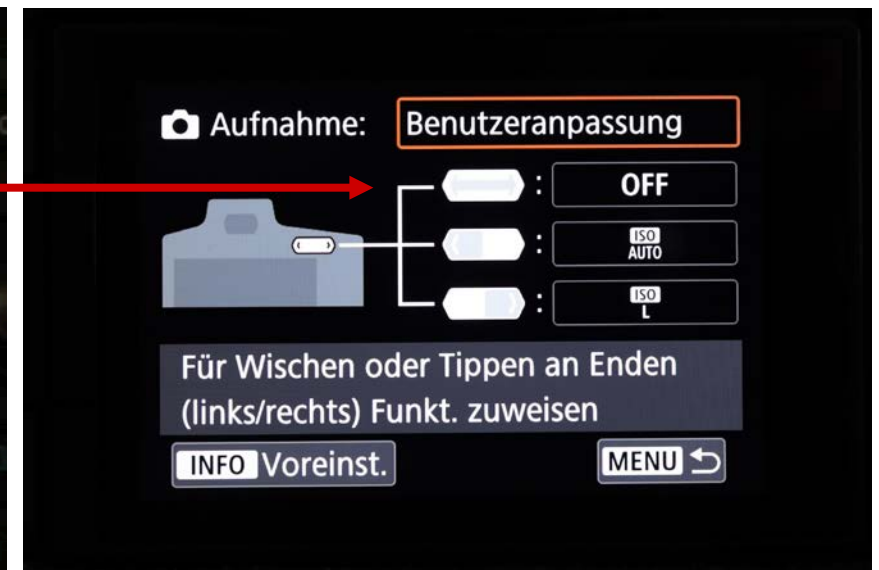 Aufnahme: Benutzeranpassung
: OFF
: ISO AUTO
: ISO L
Für Wischen oder Tippen an Enden
(links/rechts) Funkt. zuweisen
INFO Voreinst.
MENU